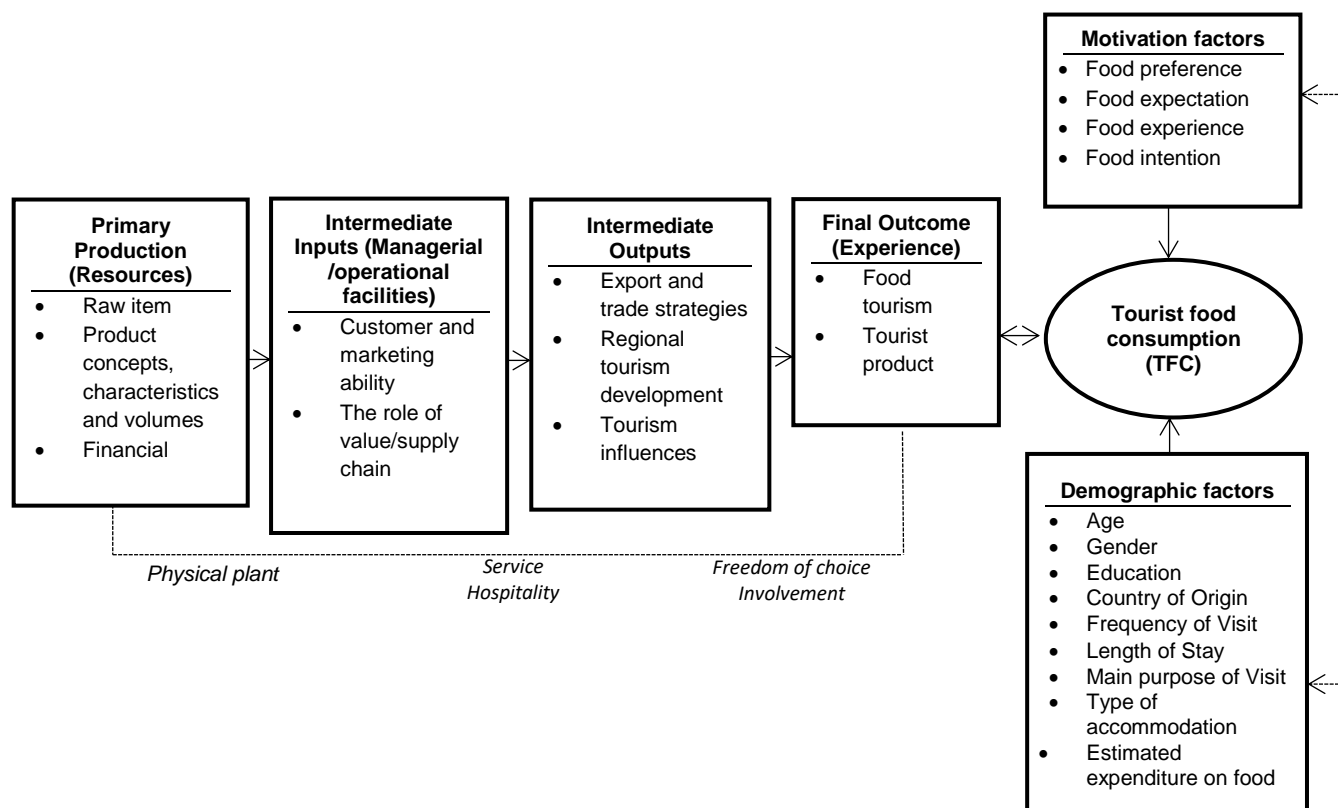 Primary
Production
(Resources)
• Raw item
• Product
concepts,
characteristics
and volumes
• Financial
Intermediate
Inputs (Managerial
/operational
facilities)
• Customer and
marketing
ability
• The role of
value/supply
chain
Intermediate
Outputs
• Export and
trade strategies
• Regional
tourism
development
• Tourism
influences
Final Outcome
(Experience)
• Food
tourism
• Tourist
product
Motivation factors
• Food preference
• Food expectation
• Food experience
• Food intention
Tourist food
consumption
(TFC)
Demographic factors
• Age
• Gender
• Education
• Country of Origin
• Frequency of Visit
• Length of Stay
• Main purpose of Visit
• Type of
accommodation
• Estimated
expenditure on food
Physical plant
Service
Hospitality
Freedom of choice
Involvement